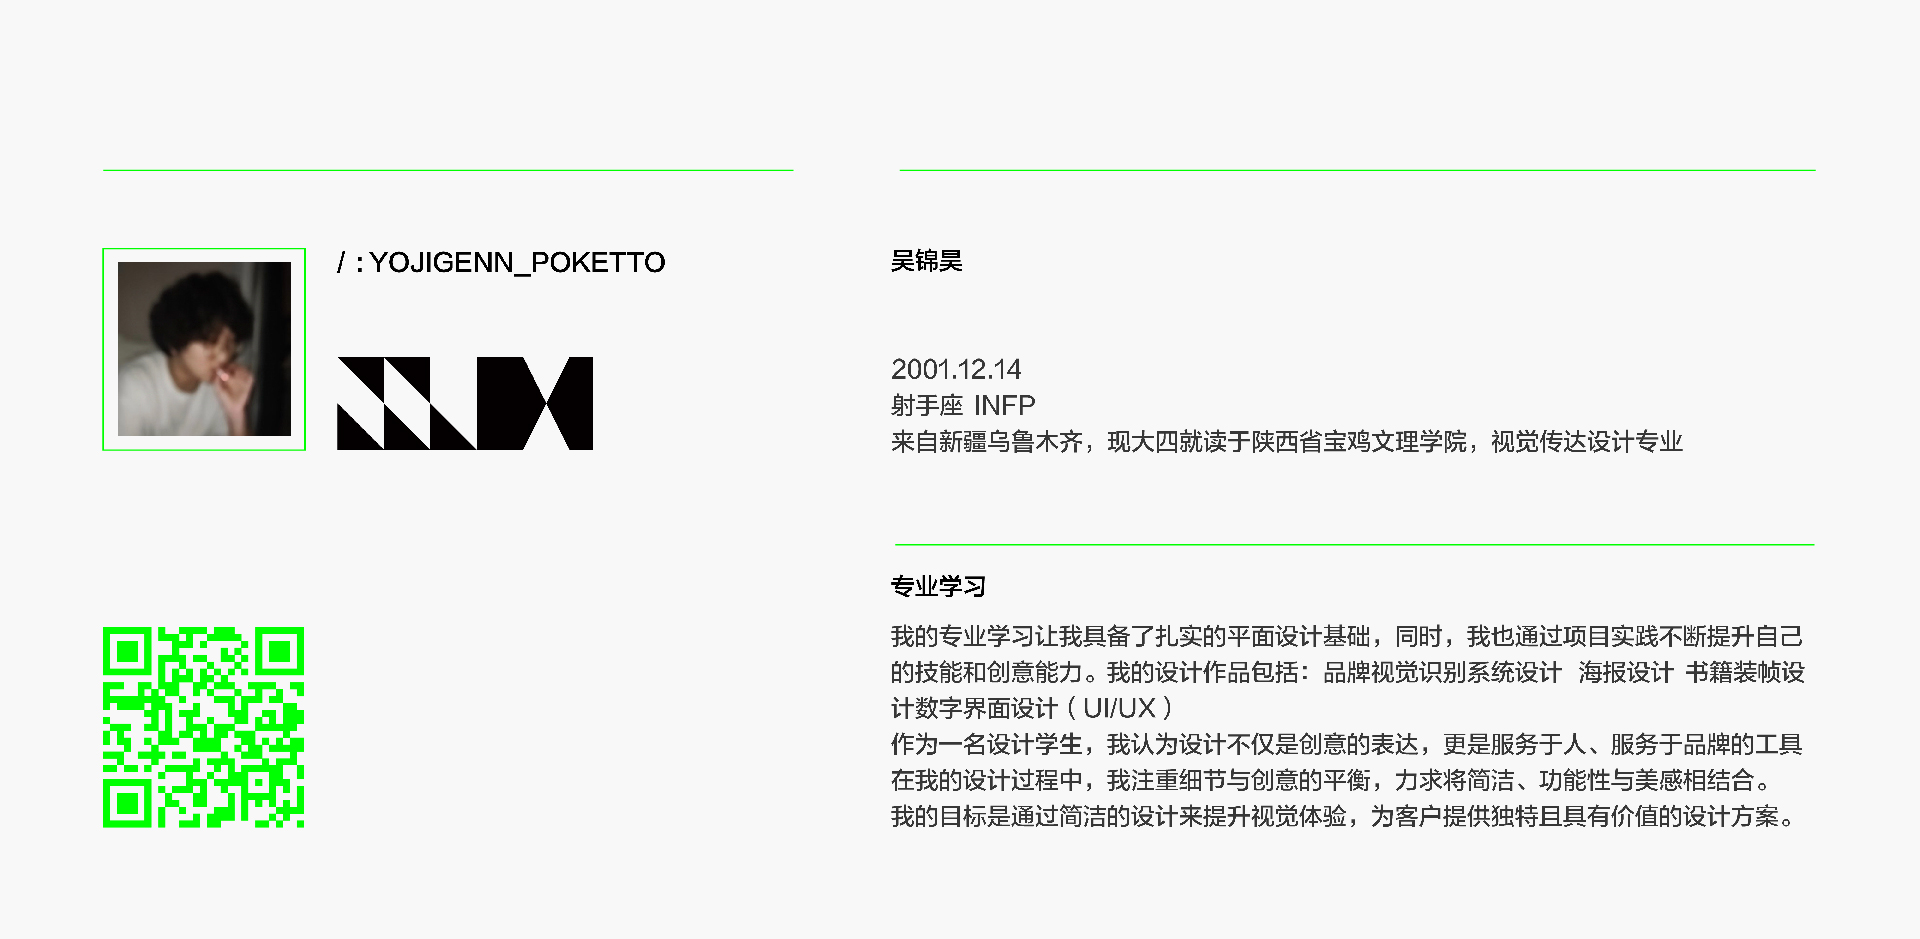 / : YOJIGENN_POKETTO
吴锦昊
2001.12.14
射手座 INFP
来自新疆乌鲁木齐，现大四就读于陕西省宝鸡文理学院，视觉传达设计专业
专业学习
我的专业学习让我具备了扎实的平面设计基础，同时，我也通过项目实践不断提升自己
的技能和创意能力。我的设计作品包括：品牌视觉识别系统设计 海报设计 书籍装帧设
计数字界面设计（UI/UX）
作为一名设计学生，我认为设计不仅是创意的表达，更是服务于人、服务于品牌的工具
在我的设计过程中，我注重细节与创意的平衡，力求将简洁、功能性与美感相结合。
我的目标是通过简洁的设计来提升视觉体验，为客户提供独特且具有价值的设计方案。